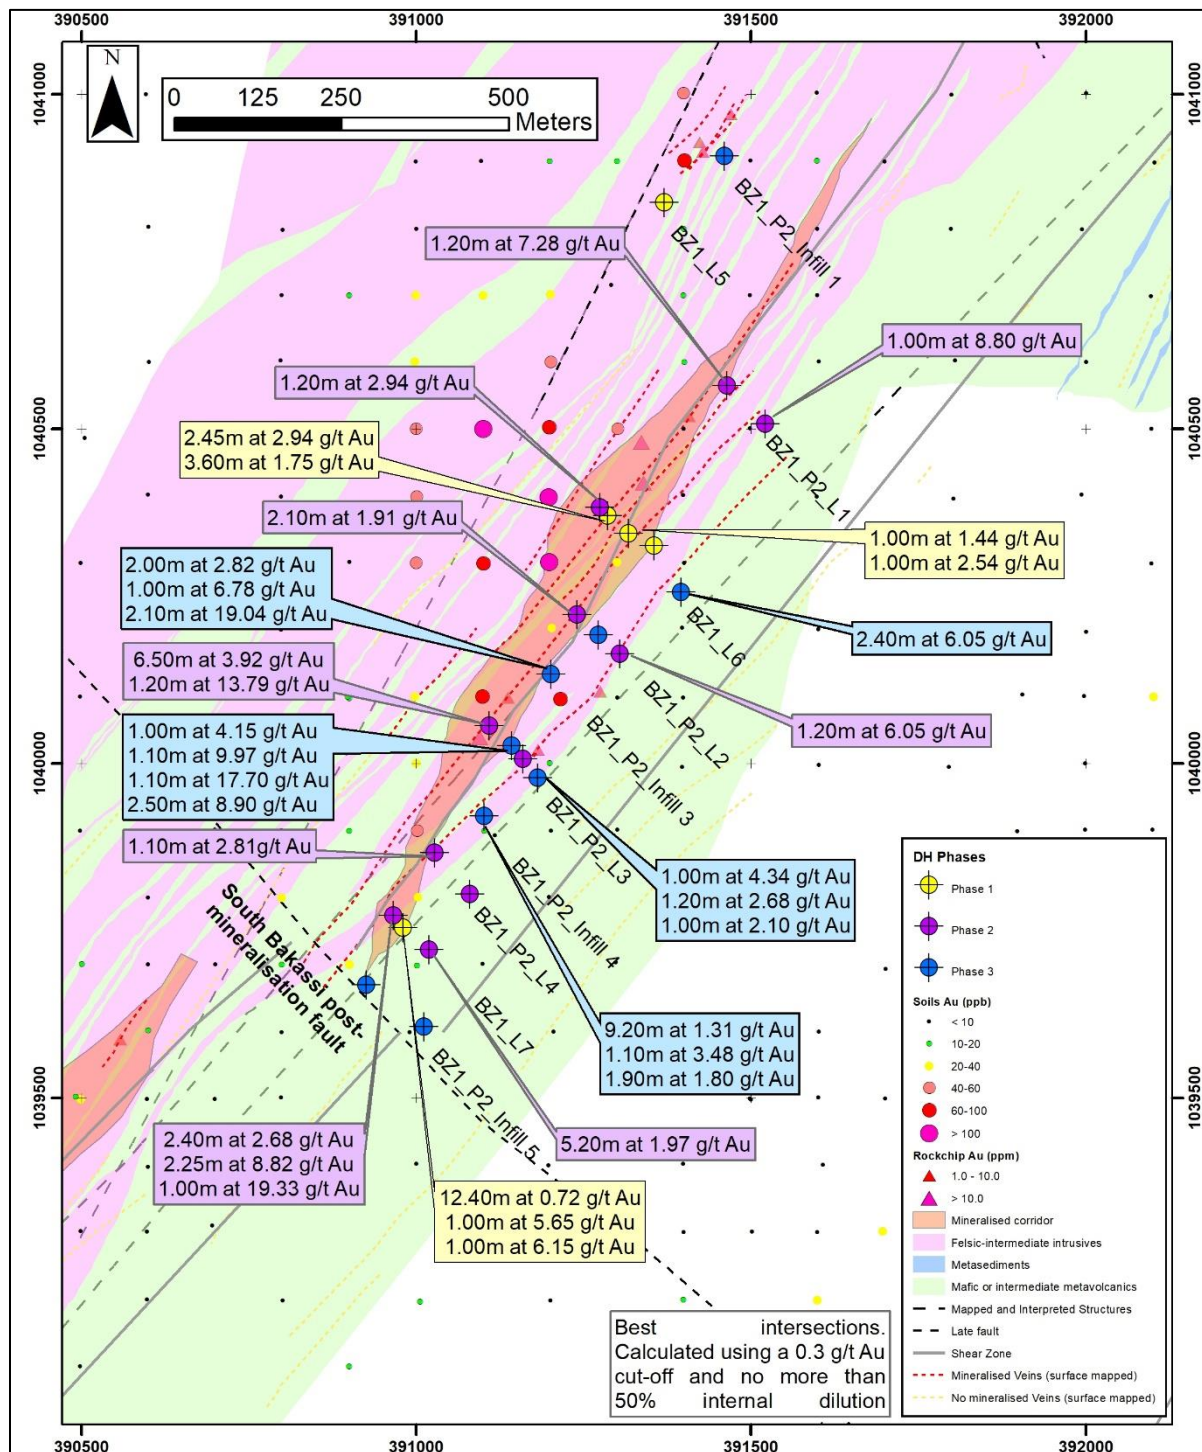 390500
391000
391500
392000
1041000
1041000
N
0 125 250 500
Meters
BZ1_P2_Infill 1
BZ1_L5
1.20m at 7.28 g/t Au
1.00m at 8.80 g/t Au
1.20m at 2.94 g/t Au
1040500
1040500
2.45m at 2.94 g/t Au
3.60m at 1.75 g/t Au
BZ1_P2_L1
2.10m at 1.91 g/t Au
1.00m at 1.44 g/t Au
1.00m at 2.54 g/t Au
2.00m at 2.82 g/t Au
1.00m at 6.78 g/t Au
2.10m at 19.04 g/t Au
BZ1_L6
2.40m at 6.05 g/t Au
6.50m at 3.92 g/t Au
1.20m at 13.79 g/t Au
BZ1_P2_L2
1.20m at 6.05 g/t Au
1.00m at 4.15 g/t Au
1.10m at 9.97 g/t Au
1.10m at 17.70 g/t Au
2.50m at 8.90 g/t Au
BZ1_P2_Infill 3
1040000
1040000
BZ1_P2_L3
1.10m at 2.81g/t Au
1.00m at 4.34 g/t Au
1.20m at 2.68 g/t Au
1.00m at 2.10 g/t Au
BZ1_P2_Infill 4
BZ1_P2_L4
South Bakassi post-
mineralisation fault
BZ1_L7
9.20m at 1.31 g/t Au
1.10m at 3.48 g/t Au
1.90m at 1.80 g/t Au
BZ1_P2_Infill_5
1039500
1039500
2.40m at 2.68 g/t Au
2.25m at 8.82 g/t Au
1.00m at 19.33 g/t Au
5.20m at 1.97 g/t Au
12.40m at 0.72 g/t Au
1.00m at 5.65 g/t Au
1.00m at 6.15 g/t Au
Best intersections.
Calculated using a 0.3 g/t Au
cut-off and no more than
50% internal dilution
DH Phases
Phase 1
Phase 2
Phase 3
Soils Au (ppb)
< 10
10-20
20-40
40-60
60-100
> 100
Rockchip Au (ppm)
1.0 - 10.0
> 10.0
Mineralised corridor
Felsic-intermediate intrusives
Metasediments
Mafic or intermediate metavolcanics
Mapped and Interpreted Structures
Late fault
Shear Zone
Mineralised Veins (surface mapped)
No mineralised Veins (surface mapped)
390500
391000
391500
392000